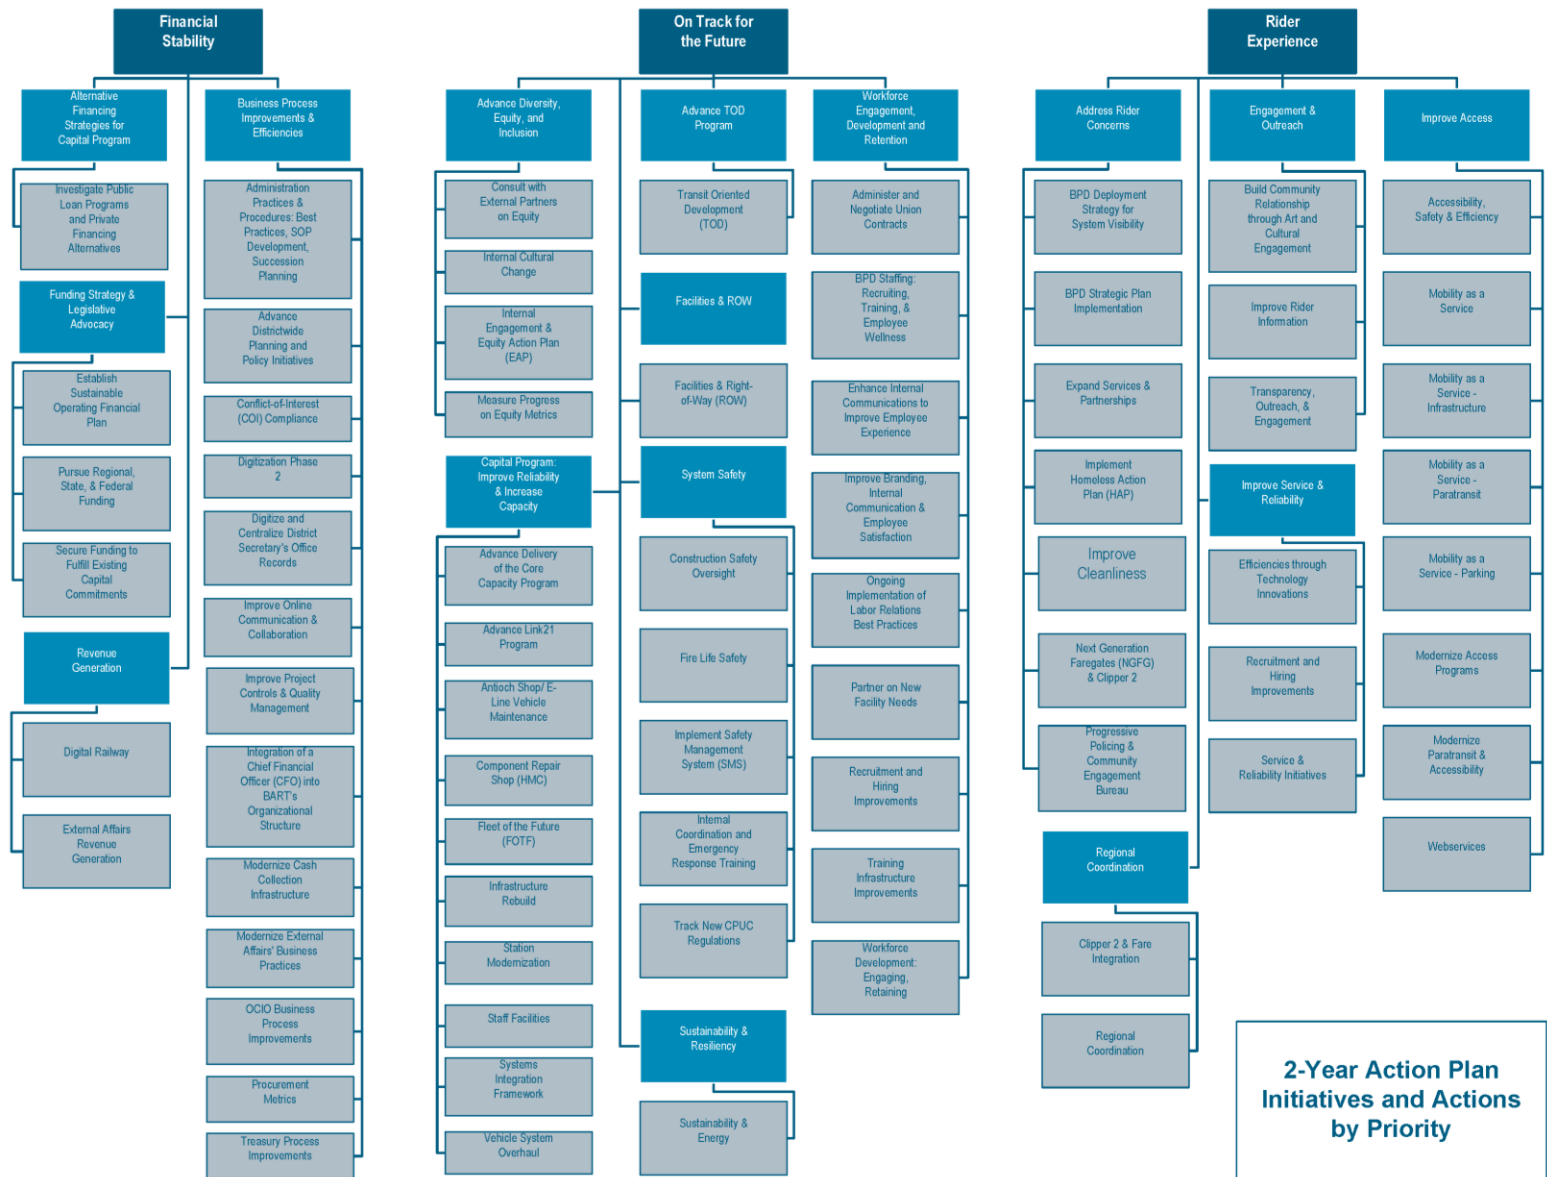 Financial
Stability
Alternative
Financing
Strategies for
Capital Program
Investigate Public
Loan Programs
and Private
Financing
Alternatives
Funding Strategy &
Legislative
Advocacy
Establish
Sustainable
Operating Financial
Plan
Pursue Regional,
State, & Federal
Funding
Secure Funding to
Fulfill Existing
Capital
Commitments
Revenue
Generation
Digital Railway
External Affairs
Revenue
Generation
Business Process
Improvements &
Efficiencies
Administration
Practices &
Procedures: Best
Practices, SOP
Development,
Succession
Planning
Advance
Districtwide
Planning and
Policy Initiatives
Conflict-of-Interest
(COI) Compliance
Digitization Phase
2
Digitize and
Centralize District
Secretary's Office
Records
Improve Online
Communication &
Collaboration
Improve Project
Controls & Quality
Management
Integration of a
Chief Financial
Officer (CFO) into
BART's
Organizational
Structure
Modernize Cash
Collection
Infrastructure
Modernize External
Affairs' Business
Practices
OCIO Business
Process
Improvements
Procurement
Metrics
Treasury Process
Improvements
On Track for
the Future
Advance Diversity,
Equity, and
Inclusion
Consult with
External Partners
on Equity
Internal Cultural
Change
Internal
Engagement &
Equity Action Plan
(EAP)
Measure Progress
on Equity Metrics
Capital Program:
Improve Reliability
& Increase
Capacity
Advance Delivery
of the Core
Capacity Program
Advance Link21
Program
Antioch Shop/ E-
Line Vehicle
Maintenance
Component Repair
Shop (HMC)
Fleet of the Future
(FOTF)
Infrastructure
Rebuild
Station
Modernization
Staff Facilities
Systems
Integration
Framework
Vehicle System
Overhaul
Advance TOD
Program
Transit Oriented
Development
(TOD)
Facilities & ROW
Facilities & Right-
of-Way (ROW)
System Safety
Construction Safety
Oversight
Fire Life Safety
Implement Safety
Management
System (SMS)
Internal
Coordination and
Emergency
Response Training
Track New CPUC
Regulations
Sustainability &
Resiliency
Sustainability &
Energy
Workforce
Engagement,
Development and
Retention
Administer and
Negotiate Union
Contracts
BPD Staffing:
Recruiting,
Training, &
Employee
Wellness
Enhance Internal
Communications to
Improve Employee
Experience
Improve Branding,
Internal
Communication &
Employee
Satisfaction
Ongoing
Implementation of
Labor Relations
Best Practices
Partner on New
Facility Needs
Recruitment and
Hiring
Improvements
Training
Infrastructure
Improvements
Workforce
Development:
Engaging,
Retaining
Rider
Experience
Address Rider
Concerns
BPD Deployment
Strategy for
System Visibility
BPD Strategic Plan
Implementation
Expand Services &
Partnerships
Implement
Homeless Action
Plan (HAP)
Improve
Cleanliness
Next Generation
Faregates (NGFG)
& Clipper 2
Progressive
Policing &
Community
Engagement
Bureau
Regional
Coordination
Clipper 2 & Fare
Integration
Regional
Coordination
Engagement &
Outreach
Build Community
Relationship
through Art and
Cultural
Engagement
Improve Rider
Information
Transparency,
Outreach, &
Engagement
Improve Service &
Reliability
Efficiencies through
Technology
Innovations
Recruitment and
Hiring
Improvements
Service &
Reliability Initiatives
Improve Access
Accessibility,
Safety & Efficiency
Mobility as a
Service
Mobility as a
Service -
Infrastructure
Mobility as a
Service -
Paratransit
Mobility as a
Service - Parking
Modernize Access
Programs
Modernize
Paratransit &
Accessibility
Webservices
2-Year Action Plan
Initiatives and Actions
by Priority